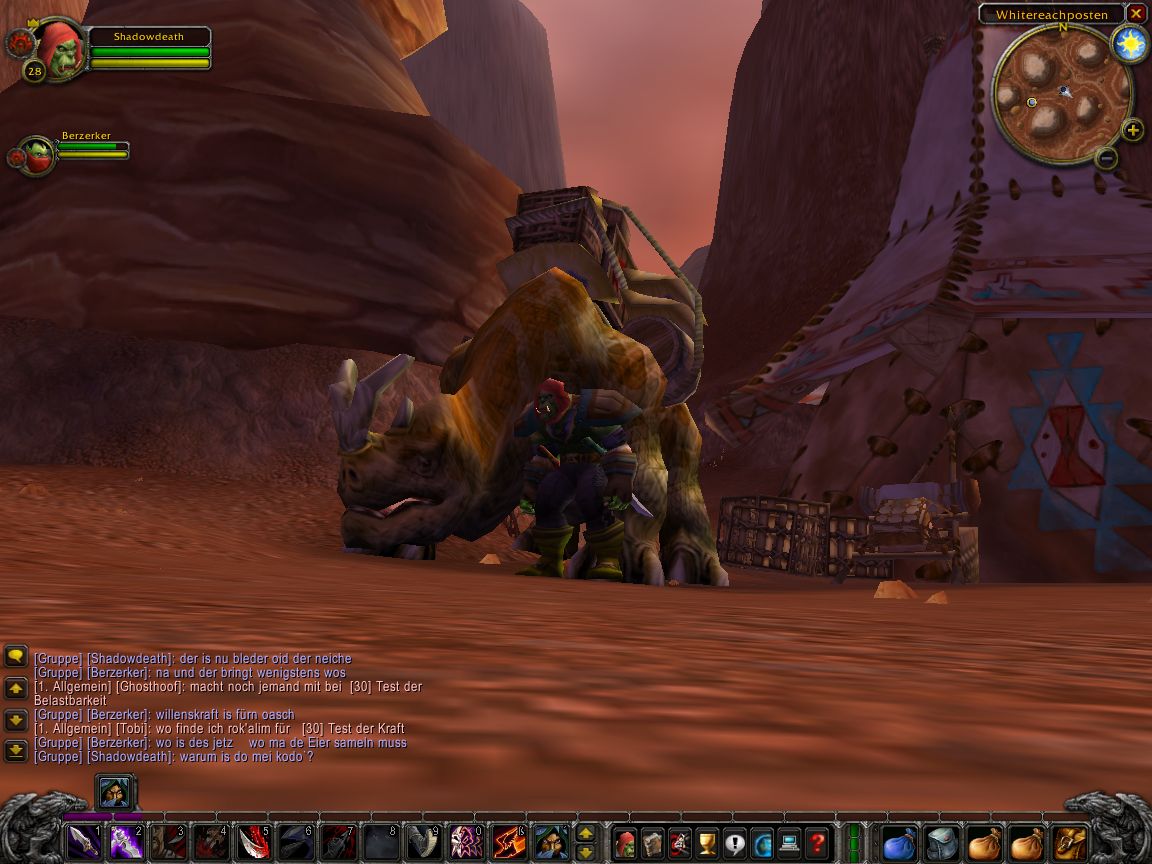 Shadowdeath
Whitereachposten
N
28
Berzerker
[Gruppe] [Shadowdeath]: der is nu bleder oid der neiche
[Gruppe] [Berzerker]: na und der bringt wenigstens wos
[1. Allgemein] [Ghosthoof]: macht noch jemand mit bei [30] Test der
Belastbarkeit
[Gruppe] [Berzerker]: willenskraft is fürn oasch
[1. Allgemein] [Tobi]: wo finde ich rok'alim für [30] Test der Kraft
[Gruppe] [Berzerker]: wo is des jetz wo ma de Eier sameln muss
[Gruppe] [Shadowdeath]: warum is do mei kodo`?
2 3 4 5 6 7 8 9 0 ß